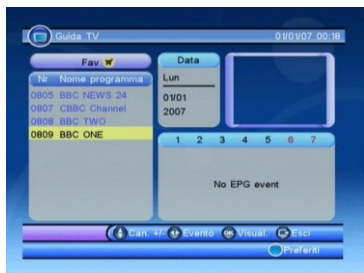 Guida TV 01/01/07 00:18
Fav
Nr Nome programma
0805 BBC NEWS 24
0807 CBBC Channel
0808 BBC TWO
0809 BBC ONE
Data
Lun
01/01
2007
1 2 3 4 5 6 7
No EPG event
Can. +/- Evento OK Visual. Esci
Preferiti